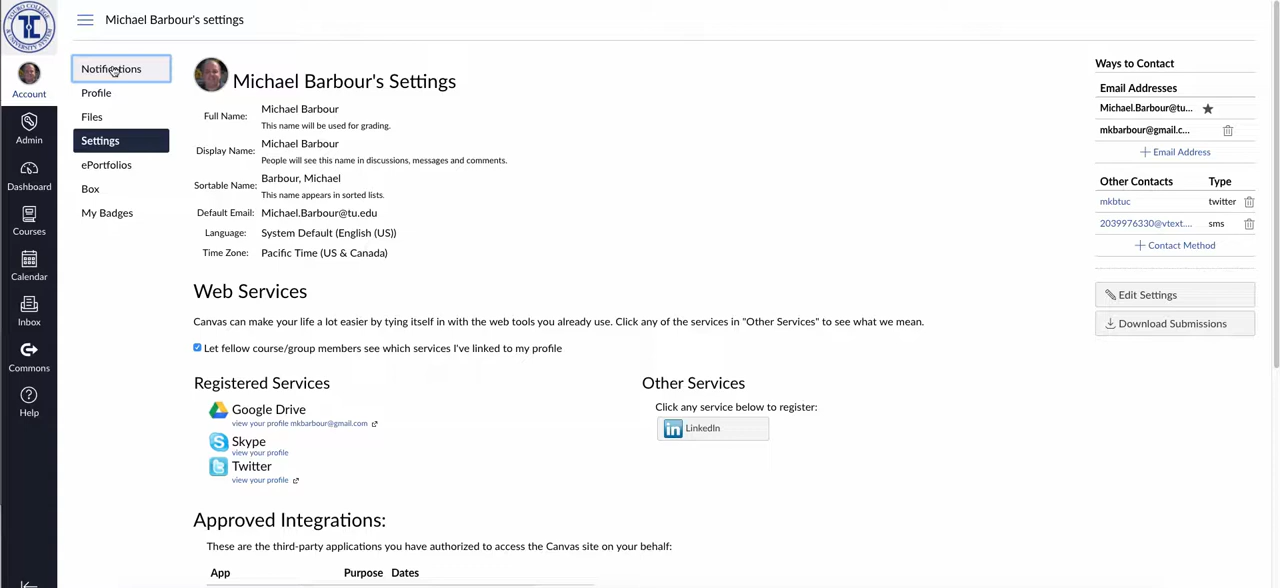 Michael Barbour's settings
Account
Admin
Dashboard
Courses
Calendar
Inbox
Commons
Help
Notifications
Profile
Files
Settings
ePortfolios
Box
My Badges
Michael Barbour's Settings
Full Name: Michael Barbour
This name will be used for grading.
Display Name: Michael Barbour
People will see this name in discussions, messages and comments.
Sortable Name: Barbour, Michael
This name appears in sorted lists.
Default Email: Michael.Barbour@tu.edu
Language: System Default (English (US))
Time Zone: Pacific Time (US & Canada)
Web Services
Canvas can make your life a lot easier by tying itself in with the web tools you already use. Click any of the services in "Other Services" to see what we mean.
Let fellow course/group members see which services I've linked to my profile
Registered Services
Google Drive
view your profile mkbarbour@gmail.com
Skype
view your profile
Twitter
view your profile
Other Services
Click any service below to register:
LinkedIn
Approved Integrations:
These are the third-party applications you have authorized to access the Canvas site on your behalf:
App Purpose Dates
Ways to Contact
Email Addresses
Michael.Barbour@tu...
mkbarbour@gmail.c...
Email Address
Other Contacts Type
mkbtuc twitter
2039976330@vtext.... sms
Contact Method
Edit Settings
Download Submissions